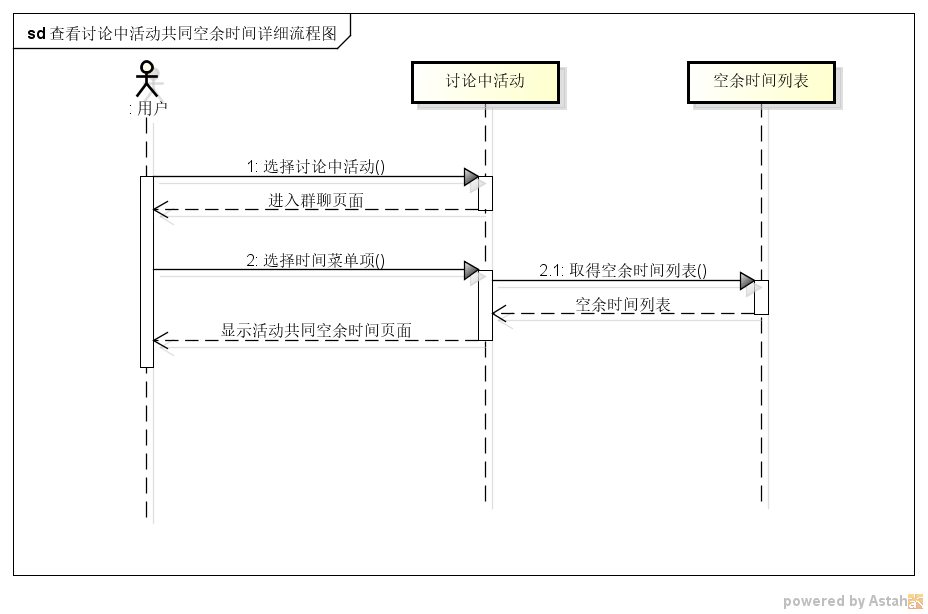 sd 查看讨论中活动共同空余时间详细流程图
: 用户
讨论中活动
空余时间列表
1: 选择讨论中活动()
进入群聊页面
2: 选择时间菜单项()
2.1: 取得空余时间列表()
空余时间列表
显示活动共同空余时间页面
powered by Astah